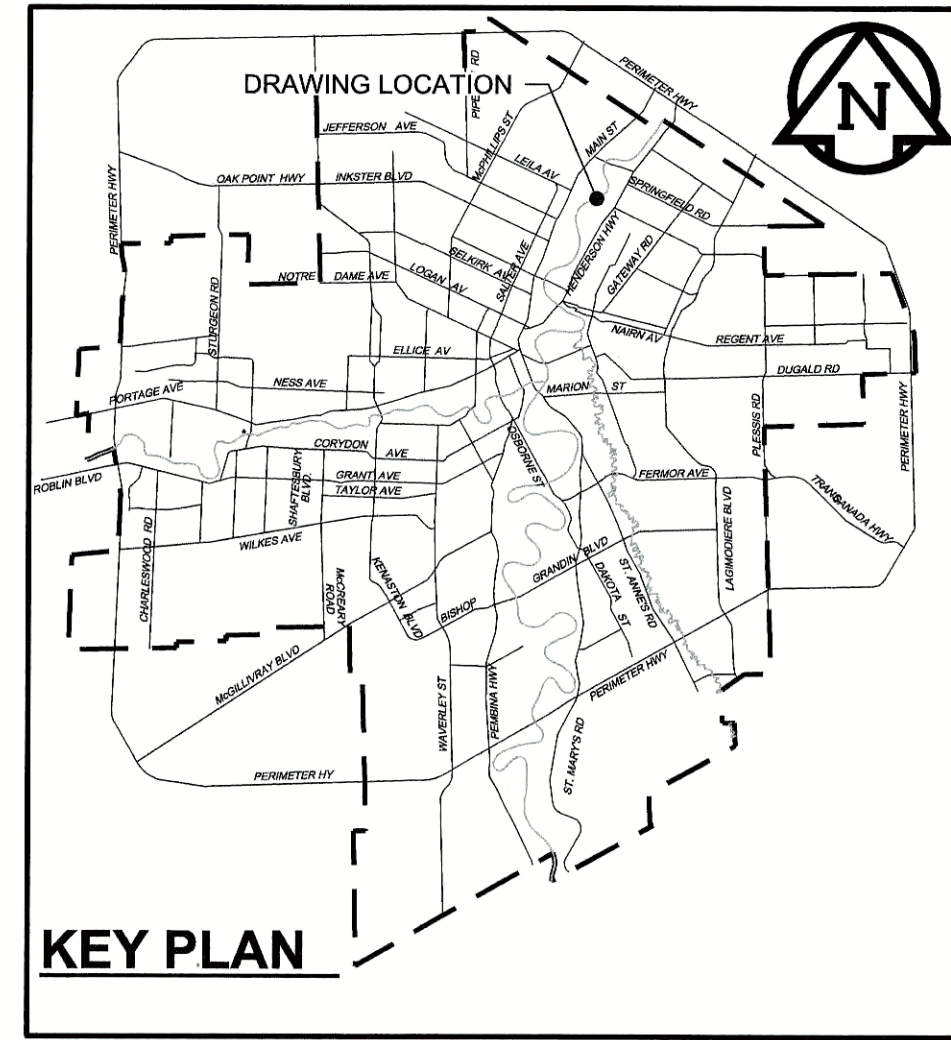 PERIMETER HWY
N
DRAWING LOCATION
PIPE RD
McPHILLIPS ST
JEFFERSON AVE
MAIN ST
LEILA AV
OAK POINT HWY
INKSTER BLVD
SPRINGFIELD RD
PERIMETER HWY
HENDERSON HWY
GATEWAY RD
SELKIRK AVE
SALTER AVE
NOTRE DAME AVE
LOGAN AV
STURGEON RD
NAIRN AV
REGENT AVE
ELLICE AV
DUGALD RD
NESS AVE
MARION ST
PORTAGE AVE
PLESSIS RD
PERIMETER HWY
CORYDON AVE
OSBORNE ST
ROBLIN BLVD
SHAFTESBURY BLVD.
GRANT AVE
TAYLOR AVE
FERMOR AVE
TRANS CANADA HWY
LAGIMODIERE BLVD
CHARLESWOOD RD
WILKES AVE
McCREARY ROAD
KENASTON BLVD
BISHOP GRANDIN BLVD
DAKOTA ST
ST. ANNE'S RD
McGILLIVRAY BLVD
WAVERLEY ST
PEMBINA HWY
PERIMETER HWY
ST. MARY'S RD
PERIMETER HY
KEY PLAN